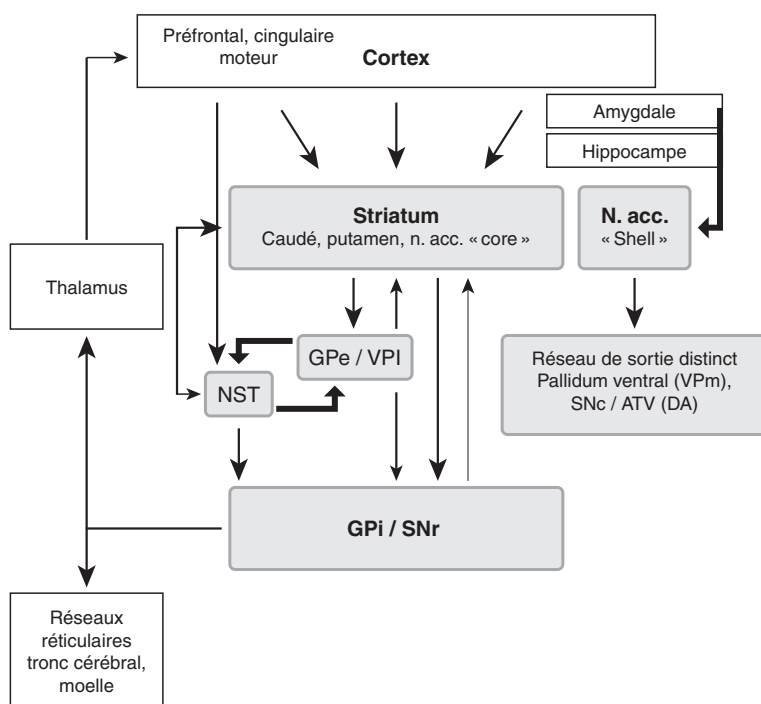 Préfrontal, cingulaire
moteur
Cortex
Amygdale
Hippocampe
Striatum
Caudé, putamen, n. acc. « core »
N. acc.
« Shell »
Thalamus
GPe / VPI
NST
Réseau de sortie distinct
Pallidum ventral (VPm),
SNc / ATV (DA)
GPi / SNr
Réseaux
réticulaires
tronc cérébral,
moelle